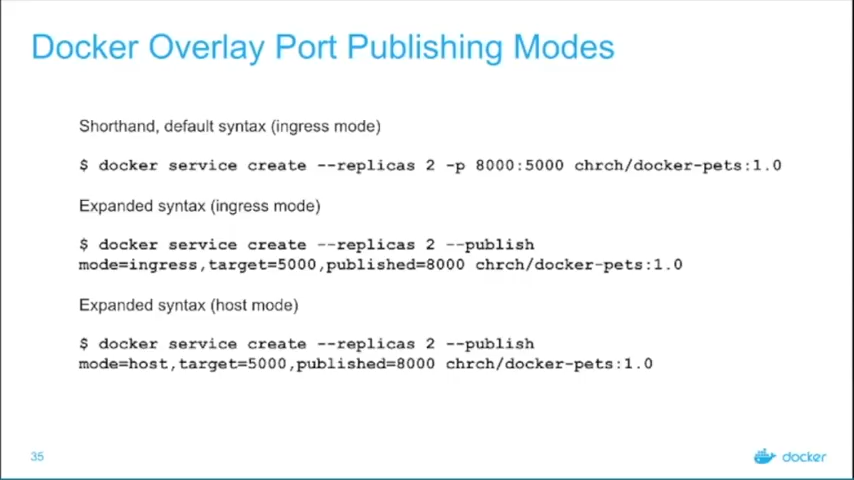 Docker Overlay Port Publishing Modes
Shorthand, default syntax (ingress mode)
$ docker service create --replicas 2 -p 8000:5000 chrch/docker-pets:1.0
Expanded syntax (ingress mode)
$ docker service create --replicas 2 --publish
mode=ingress,target=5000,published=8000 chrch/docker-pets:1.0
Expanded syntax (host mode)
$ docker service create --replicas 2 --publish
mode=host,target=5000,published=8000 chrch/docker-pets:1.0
35
docker